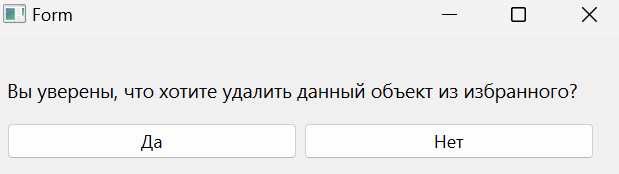 Form
Вы уверены, что хотите удалить данный объект из избранного?
Да
Нет